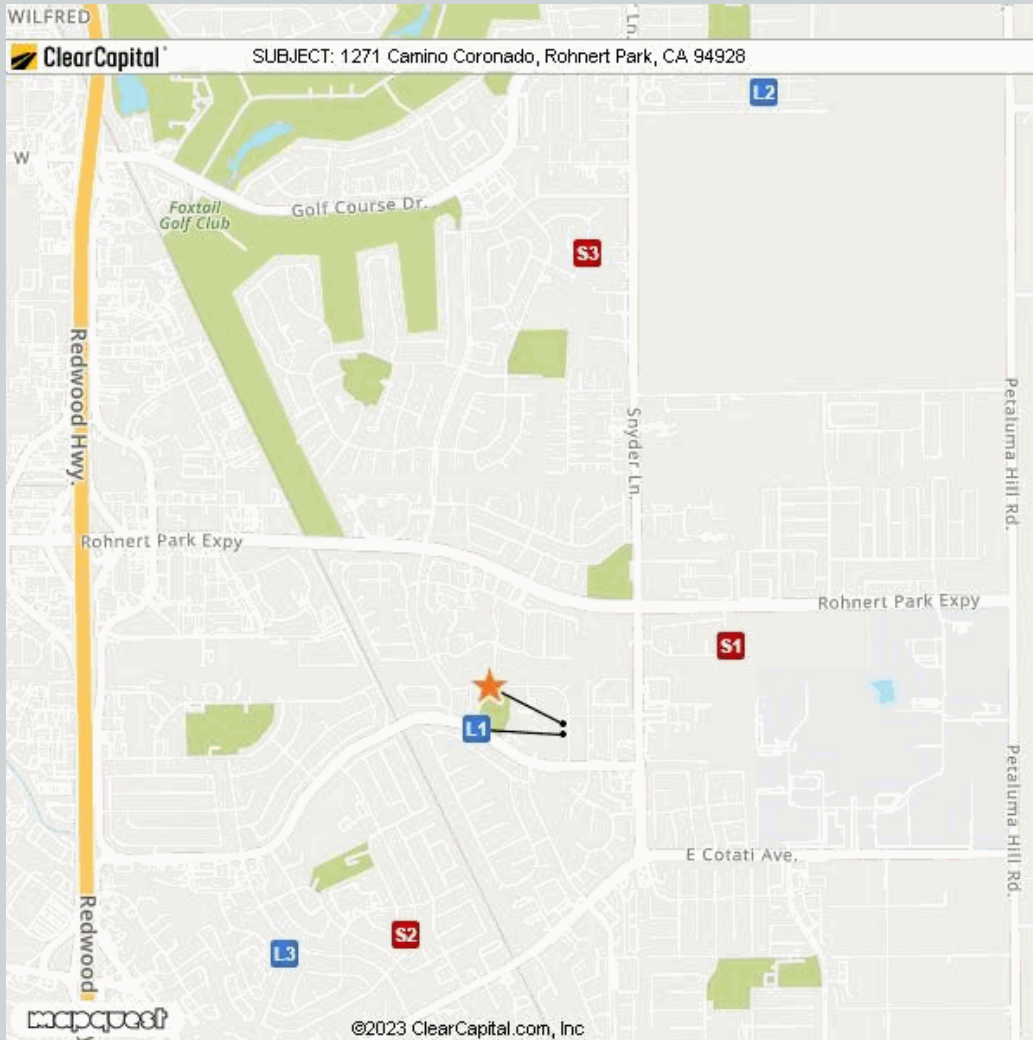 WILFRED
Ln.
ClearCapital
SUBJECT: 1271 Camino Coronado, Rohnert Park, CA 94928
L2
W
Foxtail
Golf Club
Golf Course Dr.
S3
Redwood Hwy.
Snyder Ln.
Petaluma Hill Rd.
Rohnert Park Expy
Rohnert Park Expy
S1
L1
Petaluma Hill Rd.
E Cotati Ave.
Redwood
S2
L3
mapquest
©2023 ClearCapital.com, Inc